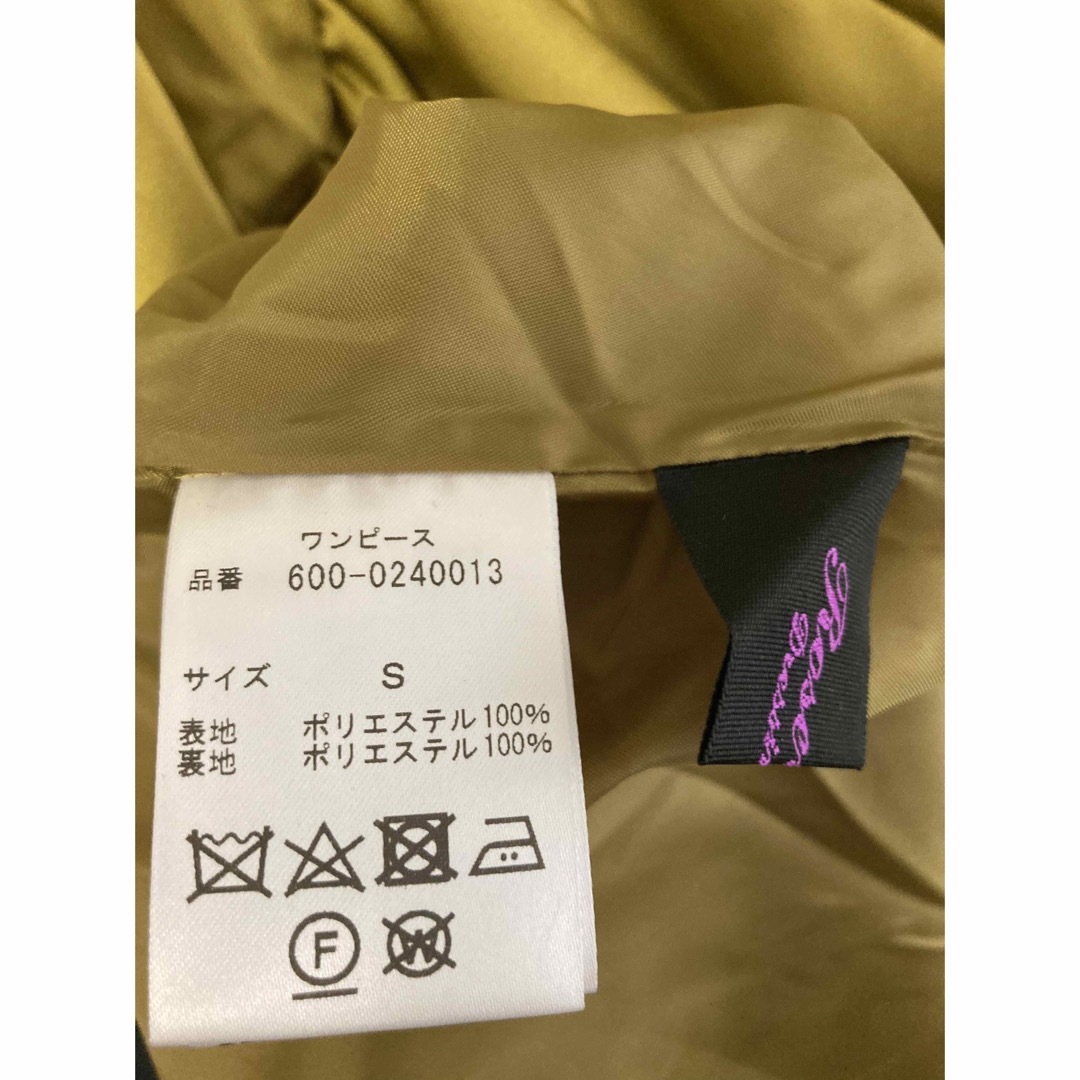 ワンピース
品番 600-0240013
サイズ S
表地 ポリエステル100%
裏地 ポリエステル100%
F
W